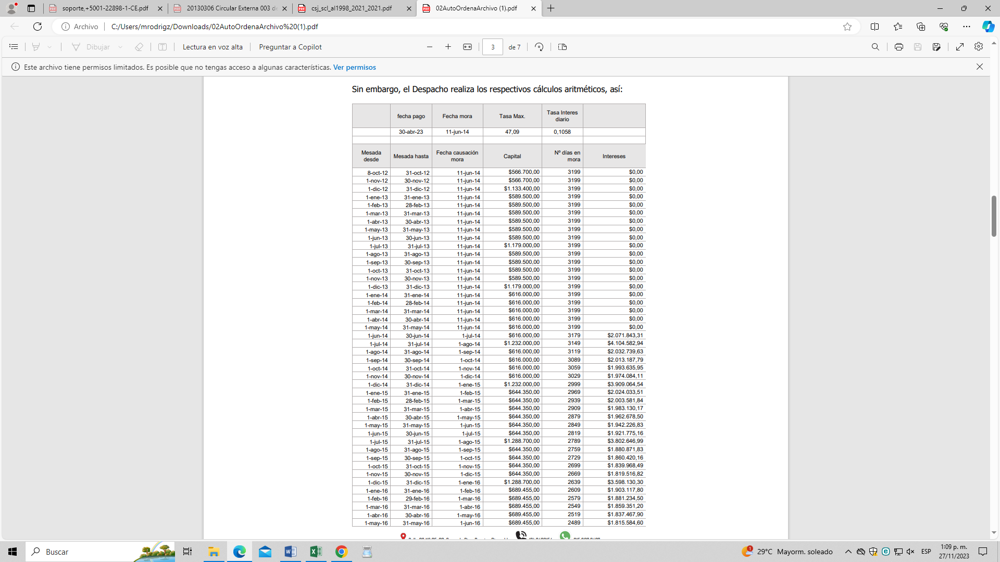 soporte,+5001-22898-1-CE.pdf
20130306 Circular Externa 003 d
csj_scl_al1998_2021_2021.pdf
02AutoOrdenaArchivo (1).pdf
Archivo C:/Users/mrodrigz/Downloads/02AutoOrdenaArchivo%20(1).pdf
Dibujar Lectura en voz alta Preguntar a Copilot 3 de 7
Este archivo tiene permisos limitados. Es posible que no tengas acceso a algunas características. Ver permisos
Sin embargo, el Despacho realiza los respectivos cálculos aritméticos, así:
fecha pago Fecha mora Tasa Max. Tasa Interes diario
30-abr-23 11-jun-14 47,09 0,1058
Mesada desde Mesada hasta Fecha causación mora Capital Nº días en mora Intereses
8-oct-12 31-oct-12 11-jun-14 $566.700,00 3199 $0,00
1-nov-12 30-nov-12 11-jun-14 $566.700,00 3199 $0,00
1-dic-12 31-dic-12 11-jun-14 $1.133.400,00 3199 $0,00
1-ene-13 31-ene-13 11-jun-14 $589.500,00 3199 $0,00
1-feb-13 28-feb-13 11-jun-14 $589.500,00 3199 $0,00
1-mar-13 31-mar-13 11-jun-14 $589.500,00 3199 $0,00
1-abr-13 30-abr-13 11-jun-14 $589.500,00 3199 $0,00
1-may-13 31-may-13 11-jun-14 $589.500,00 3199 $0,00
1-jun-13 30-jun-13 11-jun-14 $589.500,00 3199 $0,00
1-jul-13 31-jul-13 11-jun-14 $1.179.000,00 3199 $0,00
1-ago-13 31-ago-13 11-jun-14 $589.500,00 3199 $0,00
1-sep-13 30-sep-13 11-jun-14 $589.500,00 3199 $0,00
1-oct-13 31-oct-13 11-jun-14 $589.500,00 3199 $0,00
1-nov-13 30-nov-13 11-jun-14 $589.500,00 3199 $0,00
1-dic-13 31-dic-13 11-jun-14 $1.179.000,00 3199 $0,00
1-ene-14 31-ene-14 11-jun-14 $616.000,00 3199 $0,00
1-feb-14 28-feb-14 11-jun-14 $616.000,00 3199 $0,00
1-mar-14 31-mar-14 11-jun-14 $616.000,00 3199 $0,00
1-abr-14 30-abr-14 11-jun-14 $616.000,00 3199 $0,00
1-may-14 31-may-14 11-jun-14 $616.000,00 3199 $0,00
1-jun-14 30-jun-14 1-jul-14 $616.000,00 3179 $2.071.843,31
1-jul-14 31-jul-14 1-ago-14 $1.232.000,00 3149 $4.104.582,94
1-ago-14 31-ago-14 1-sep-14 $616.000,00 3119 $2.032.739,63
1-sep-14 30-sep-14 1-oct-14 $616.000,00 3089 $2.013.187,79
1-oct-14 31-oct-14 1-nov-14 $616.000,00 3059 $1.993.635,95
1-nov-14 30-nov-14 1-dic-14 $616.000,00 3029 $1.974.084,11
1-dic-14 31-dic-14 1-ene-15 $1.232.000,00 2999 $3.909.064,54
1-ene-15 31-ene-15 1-feb-15 $644.350,00 2969 $2.024.033,51
1-feb-15 28-feb-15 1-mar-15 $644.350,00 2939 $2.003.581,84
1-mar-15 31-mar-15 1-abr-15 $644.350,00 2909 $1.983.130,17
1-abr-15 30-abr-15 1-may-15 $644.350,00 2879 $1.962.678,50
1-may-15 31-may-15 1-jun-15 $644.350,00 2849 $1.942.226,83
1-jun-15 30-jun-15 1-jul-15 $644.350,00 2819 $1.921.775,16
1-jul-15 31-jul-15 1-ago-15 $1.288.700,00 2789 $3.802.646,99
1-ago-15 31-ago-15 1-sep-15 $644.350,00 2759 $1.880.871,83
1-sep-15 30-sep-15 1-oct-15 $644.350,00 2729 $1.860.420,16
1-oct-15 31-oct-15 1-nov-15 $644.350,00 2699 $1.839.968,49
1-nov-15 30-nov-15 1-dic-15 $644.350,00 2669 $1.819.516,82
1-dic-15 31-dic-15 1-ene-16 $1.288.700,00 2639 $3.598.130,30
1-ene-16 31-ene-16 1-feb-16 $689.455,00 2609 $1.903.117,80
1-feb-16 29-feb-16 1-mar-16 $689.455,00 2579 $1.881.234,50
1-mar-16 31-mar-16 1-abr-16 $689.455,00 2549 $1.859.351,20
1-abr-16 30-abr-16 1-may-16 $689.455,00 2519 $1.837.467,90
1-may-16 31-may-16 1-jun-16 $689.455,00 2489 $1.815.584,60
Buscar
1 29°C Mayorm. soleado ESP 1:09 p. m.
27/11/2023